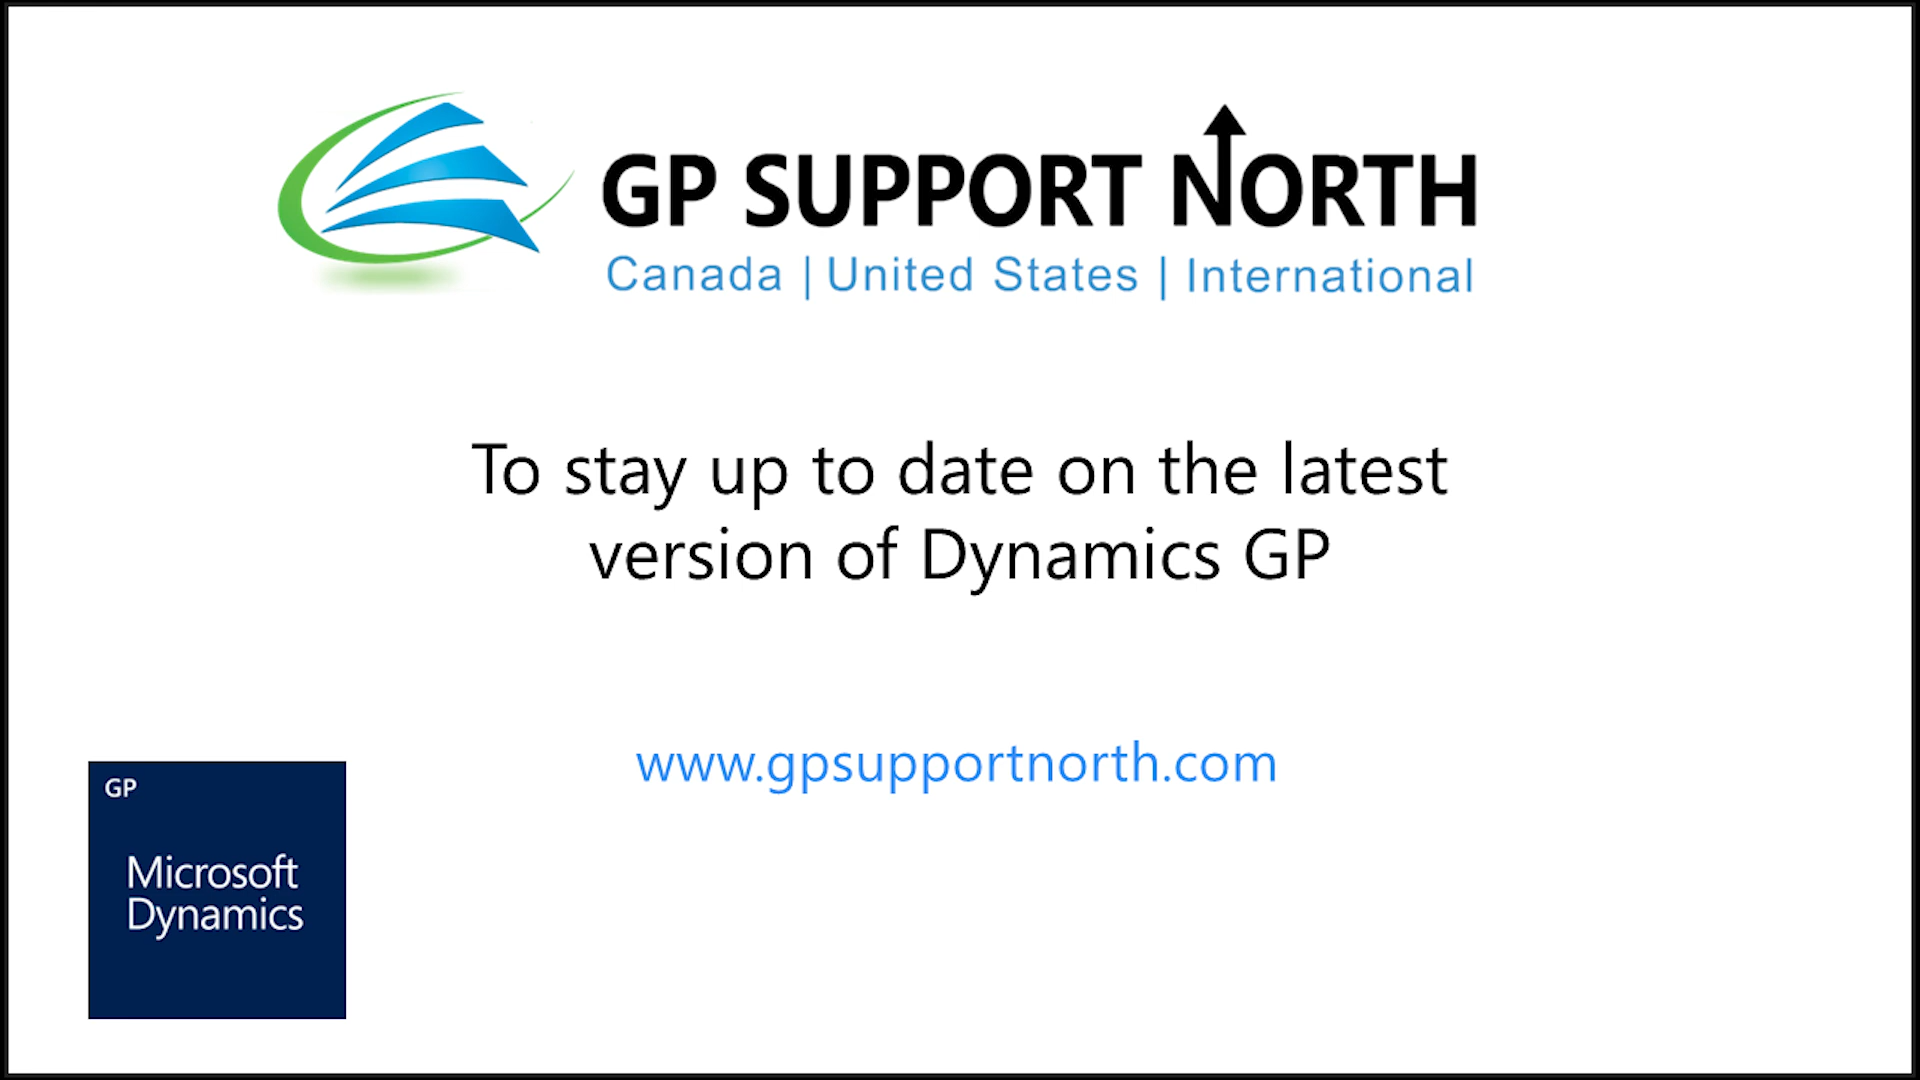 GP SUPPORT NORTH
Canada | United States | International
To stay up to date on the latest
version of Dynamics GP
www.gpsupportnorth.com
GP
Microsoft
Dynamics